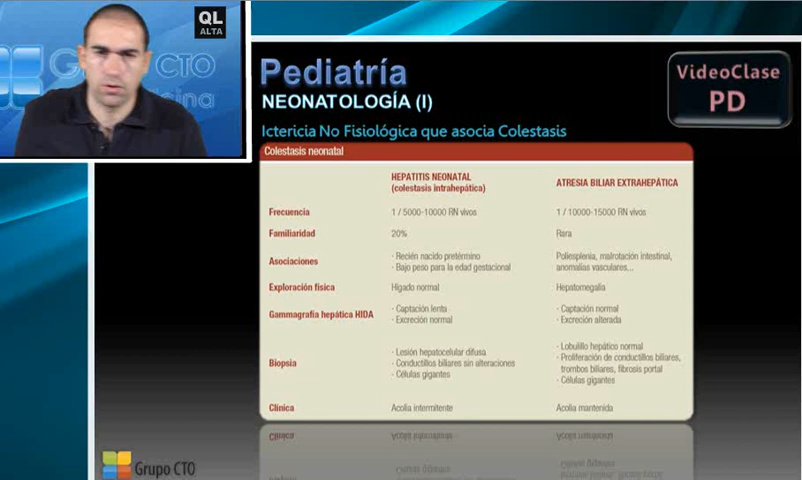 QL
ALTA
Grupo CTO
Medicina
Pediatría
VideoClase
PD
NEONATOLOGÍA (I)
Ictericia No Fisiológica que asocia Colestasis
Colestasis neonatal
HEPATITIS NEONATAL
(colestasis intrahepática)
ATRESIA BILIAR EXTRAHEPÁTICA
Frecuencia
1 / 5000-10000 RN vivos
1 / 10000-15000 RN vivos
Familiaridad
20%
Rara
Asociaciones
· Recién nacido pretérmino
· Bajo peso para la edad gestacional
Poliesplenia, malrotación intestinal,
anomalías vasculares...
Exploración física
Hígado normal
Hepatomegalia
Gammagrafía hepática HIDA
· Captación lenta
· Excreción normal
· Captación normal
· Excreción alterada
Biopsia
· Lesión hepatocelular difusa
· Conductillos biliares sin alteraciones
· Células gigantes
· Lobulillo hepático normal
· Proliferación de conductillos biliares,
trombos biliares, fibrosis portal
· Células gigantes
Clínica
Acolia intermitente
Acolia mantenida
Grupo CTO